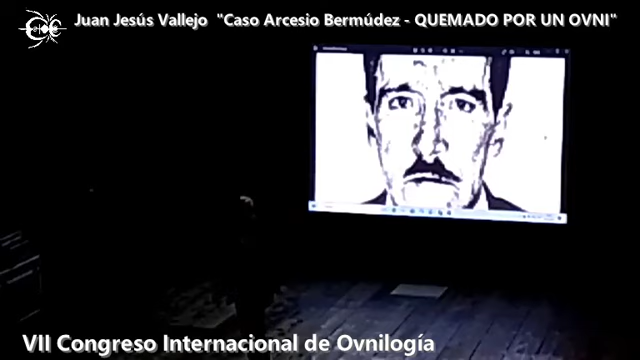 Juan Jesús Vallejo "Caso Arcesio Bermúdez - QUEMADO POR UN OVNI"
VII Congreso Internacional de Ovnilogía